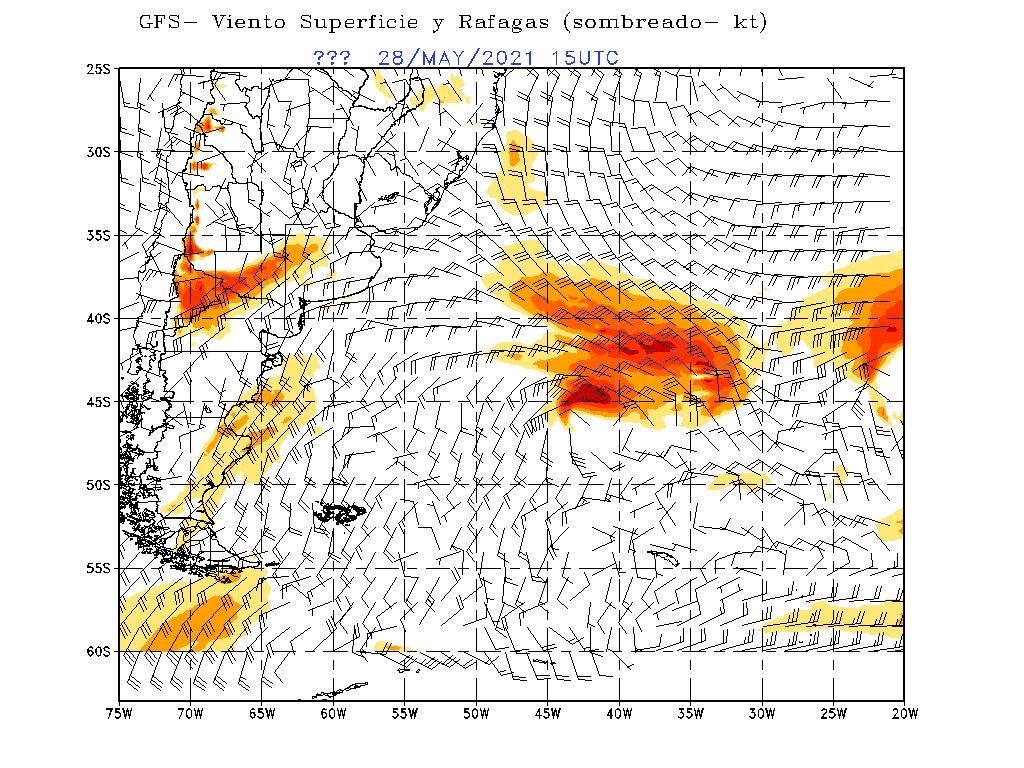 GFS– Viento Superficie y Rafagas (sombreado– kt)
??? 28/MAY/2021 15UTC
25S
30S
35S
40S
45S
50S
55S
60S
75W 70W 65W 60W 55W 50W 45W 40W 35W 30W 25W 20W